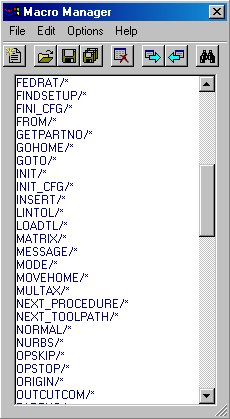 Macro Manager
File Edit Options Help
FEDRAT/*
FINDSETUP/*
FINI_CFG/*
FROM/*
GETPARTNO/*
GOHOME/*
GOTO/*
INIT/*
INIT_CFG/*
INSERT/*
LINTOL/*
LOADTL/*
MATRIX/*
MESSAGE/*
MODE/*
MOVEHOME/*
MULTAX/*
NEXT_PROCEDURE/*
NEXT_TOOLPATH/*
NORMAL/*
NURBS/*
OPSKIP/*
OPSTOP/*
ORIGIN/*
OUTCUTCOM/*